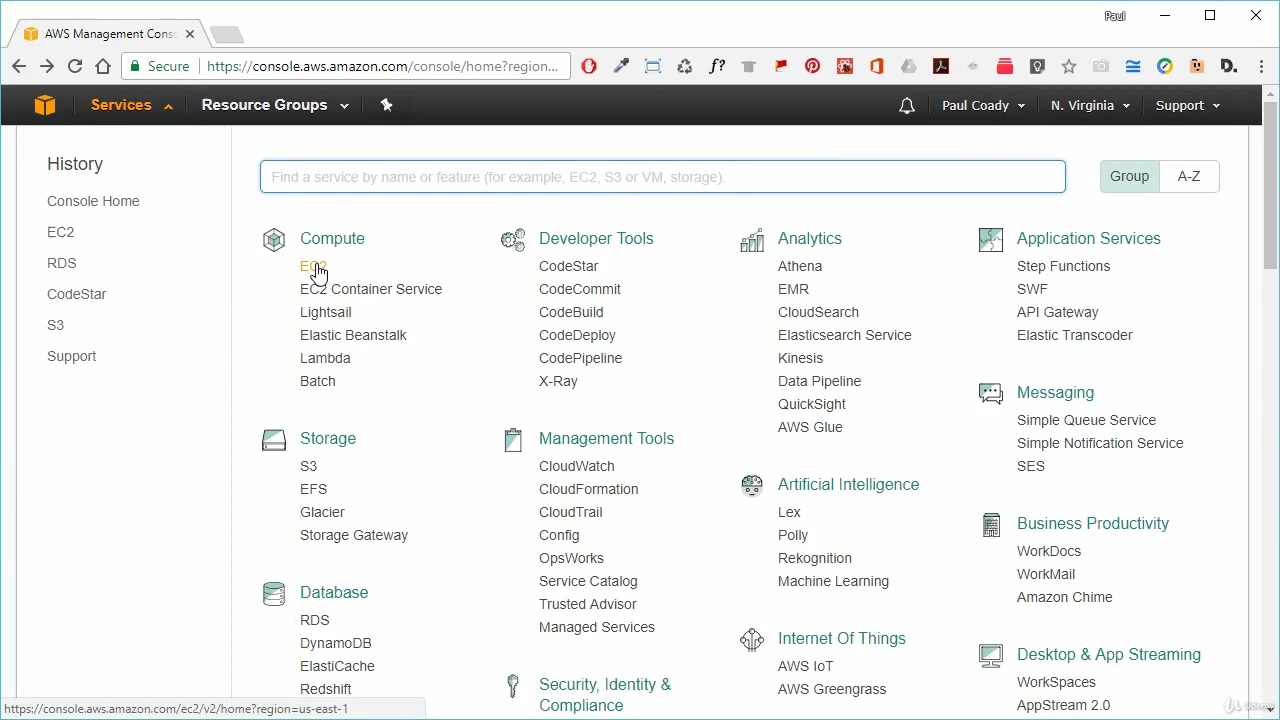 Paul
AWS Management Consc
Secure
https://console.aws.amazon.com/console/home?region...
Services
Resource Groups
Paul Coady
N. Virginia
Support
History
Console Home
EC2
RDS
CodeStar
S3
Support
Find a service by name or feature (for example, EC2, S3 or VM, storage).
Group
A-Z
Compute
EC2
EC2 Container Service
Lightsail
Elastic Beanstalk
Lambda
Batch
Storage
S3
EFS
Glacier
Storage Gateway
Database
RDS
DynamoDB
ElastiCache
Redshift
Developer Tools
CodeStar
CodeCommit
CodeBuild
CodeDeploy
CodePipeline
X-Ray
Management Tools
CloudWatch
CloudFormation
CloudTrail
Config
OpsWorks
Service Catalog
Trusted Advisor
Managed Services
Security, Identity &
Compliance
Analytics
Athena
EMR
CloudSearch
Elasticsearch Service
Kinesis
Data Pipeline
QuickSight
AWS Glue
Artificial Intelligence
Lex
Polly
Rekognition
Machine Learning
Internet Of Things
AWS IoT
AWS Greengrass
Application Services
Step Functions
SWF
API Gateway
Elastic Transcoder
Messaging
Simple Queue Service
Simple Notification Service
SES
Business Productivity
WorkDocs
WorkMail
Amazon Chime
Desktop & App Streaming
WorkSpaces
AppStream 2.0
https://console.aws.amazon.com/ec2/v2/home?region=us-east-1
Udemy